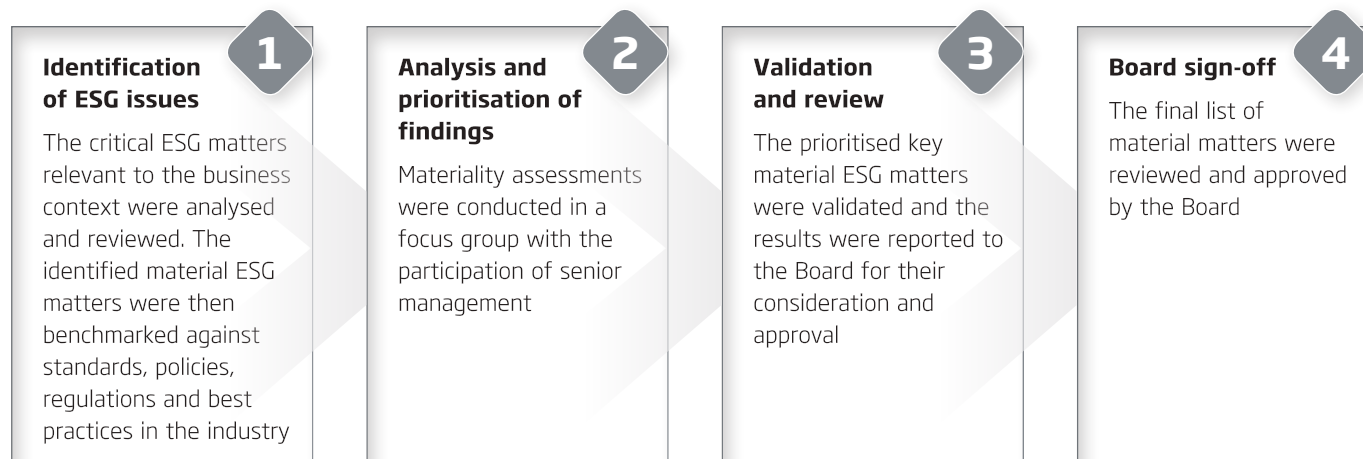 1
Identification
of ESG issues
The critical ESG matters
relevant to the business
context were analysed
and reviewed. The
identified material ESG
matters were then
benchmarked against
standards, policies,
regulations and best
practices in the industry
2
Analysis and
prioritisation of
findings
Materiality assessments
were conducted in a
focus group with the
participation of senior
management
3
Validation
and review
The prioritised key
material ESG matters
were validated and the
results were reported to
the Board for their
consideration and
approval
4
Board sign-off
The final list of
material matters were
reviewed and approved
by the Board